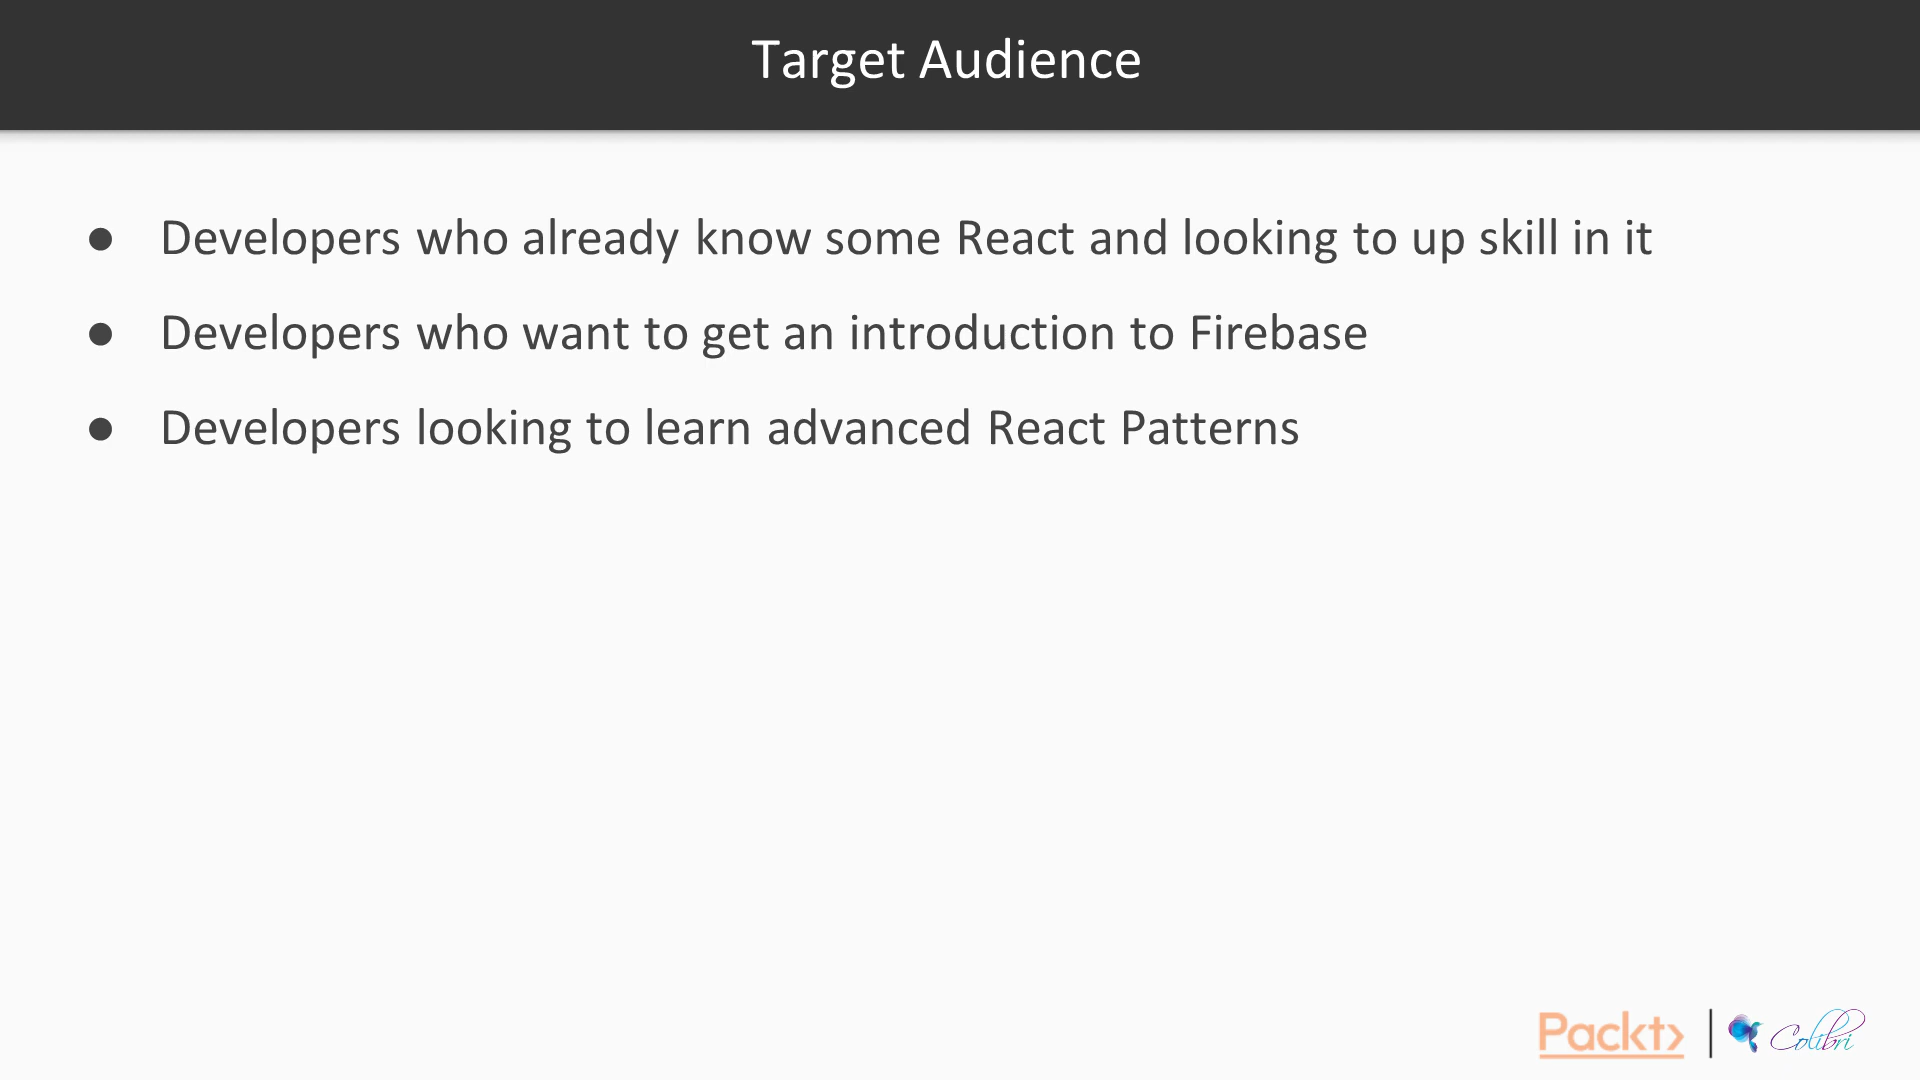 Target Audience
● Developers who already know some React and looking to up skill in it
● Developers who want to get an introduction to Firebase
● Developers looking to learn advanced React Patterns
Packt> | Colibri